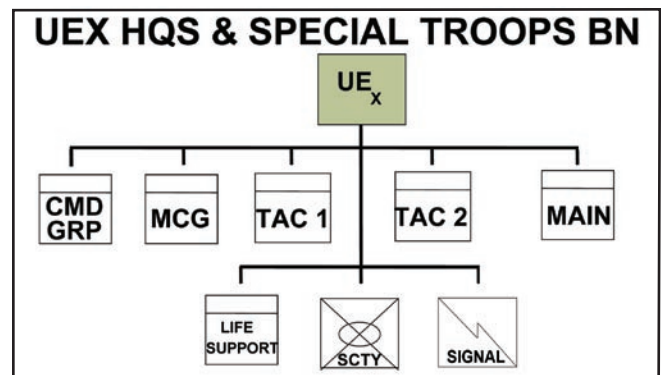 UEX HQS & SPECIAL TROOPS BN
UEX
CMD
GRP
MCG
TAC 1
TAC 2
MAIN
LIFE
SUPPORT
SCTY
SIGNAL